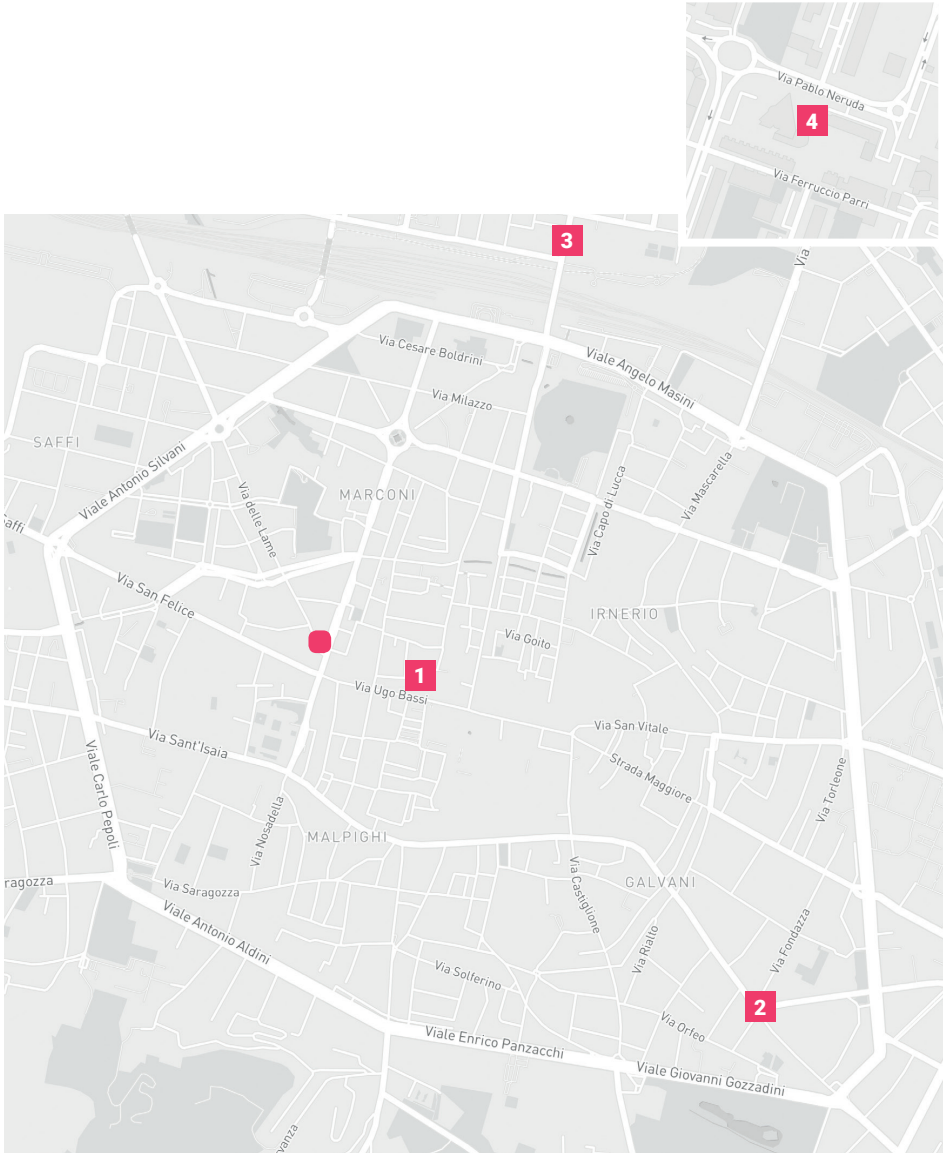 Via Pablo Neruda
4
Via Ferruccio Parri
3
Via
Via Cesare Boldrini
Viale Angelo Masini
Via Milazzo
SAFFI
Viale Antonio Silvani
MARCONI
Via delle Lame
Via Capo di Lucca
Via Mascarella
affi
Via San Felice
IRNERIO
Via Goito
1
Via Ugo Bassi
Via San Vitale
Via Sant'Isaia
Strada Maggiore
Viale Carlo Pepoli
Via Torleone
Via Nosadella
MALPIGHI
ragozza
Via Saragozza
GALVANI
Via Castiglione
Viale Antonio Aldini
Via Rialto
Via Fondazza
Via Solferino
2
Via Orfeo
Viale Enrico Panzacchi
Viale Giovanni Gozzadini
vanza